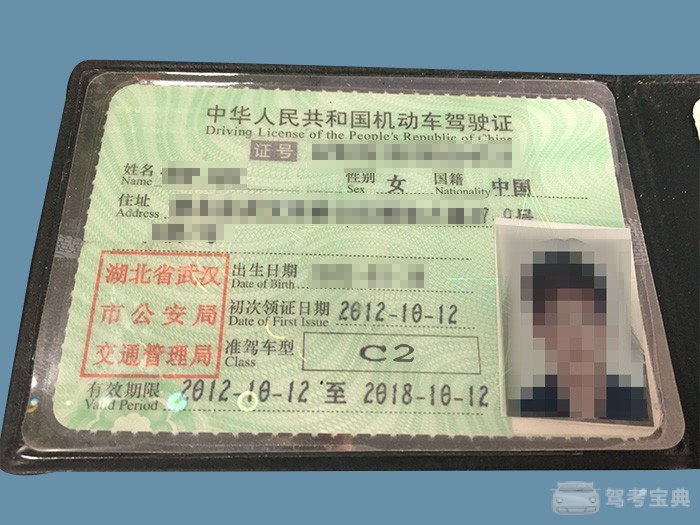 中华人民共和国机动车驾驶证
Driving License of the People's Republic of China
证号
姓名 性别 女 国籍 中国
Name Sex Nationality
住址
Address
湖北省武汉
市公安局
交通管理局
出生日期
Date of Birth
初次领证日期 2012-10-12
Date of First Issue
准驾车型 C2
Class
有效期限 2012-10-12 至 2018-10-12
Valid Period
驾考宝典